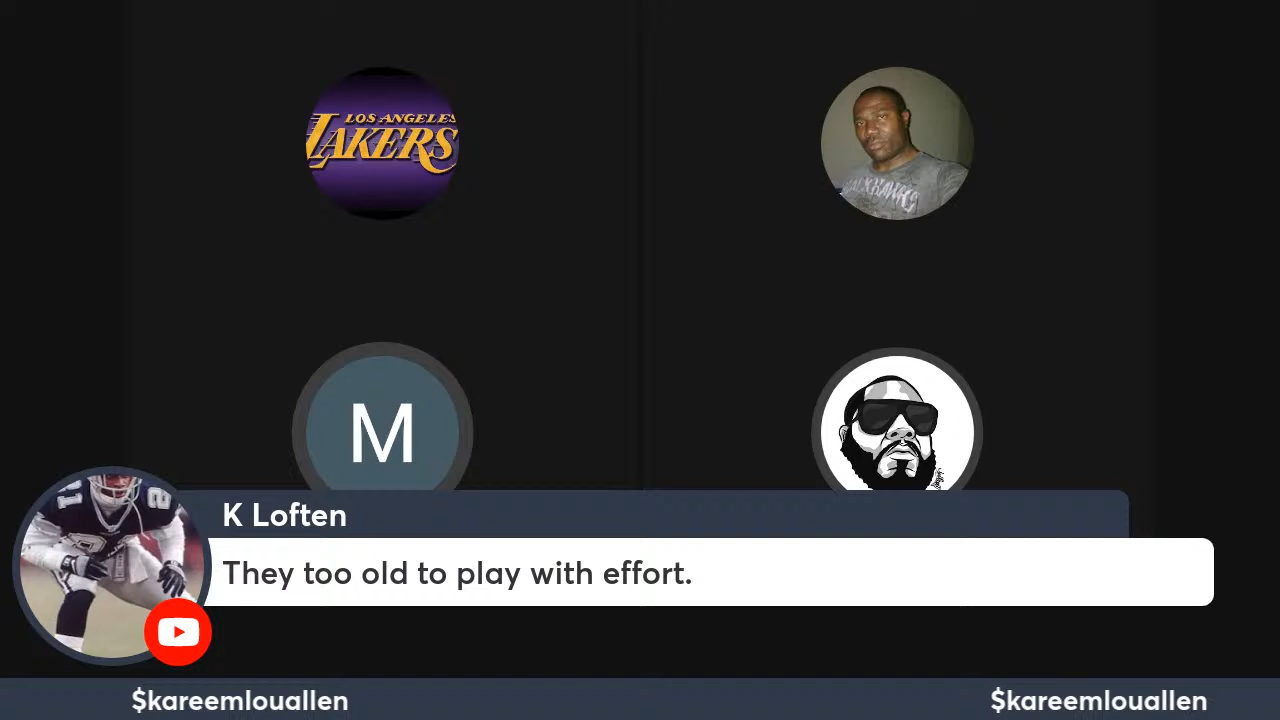 LOS ANGELES
LAKERS
M
K Loften
They too old to play with effort.
$kareemlouallen
$kareemlouallen